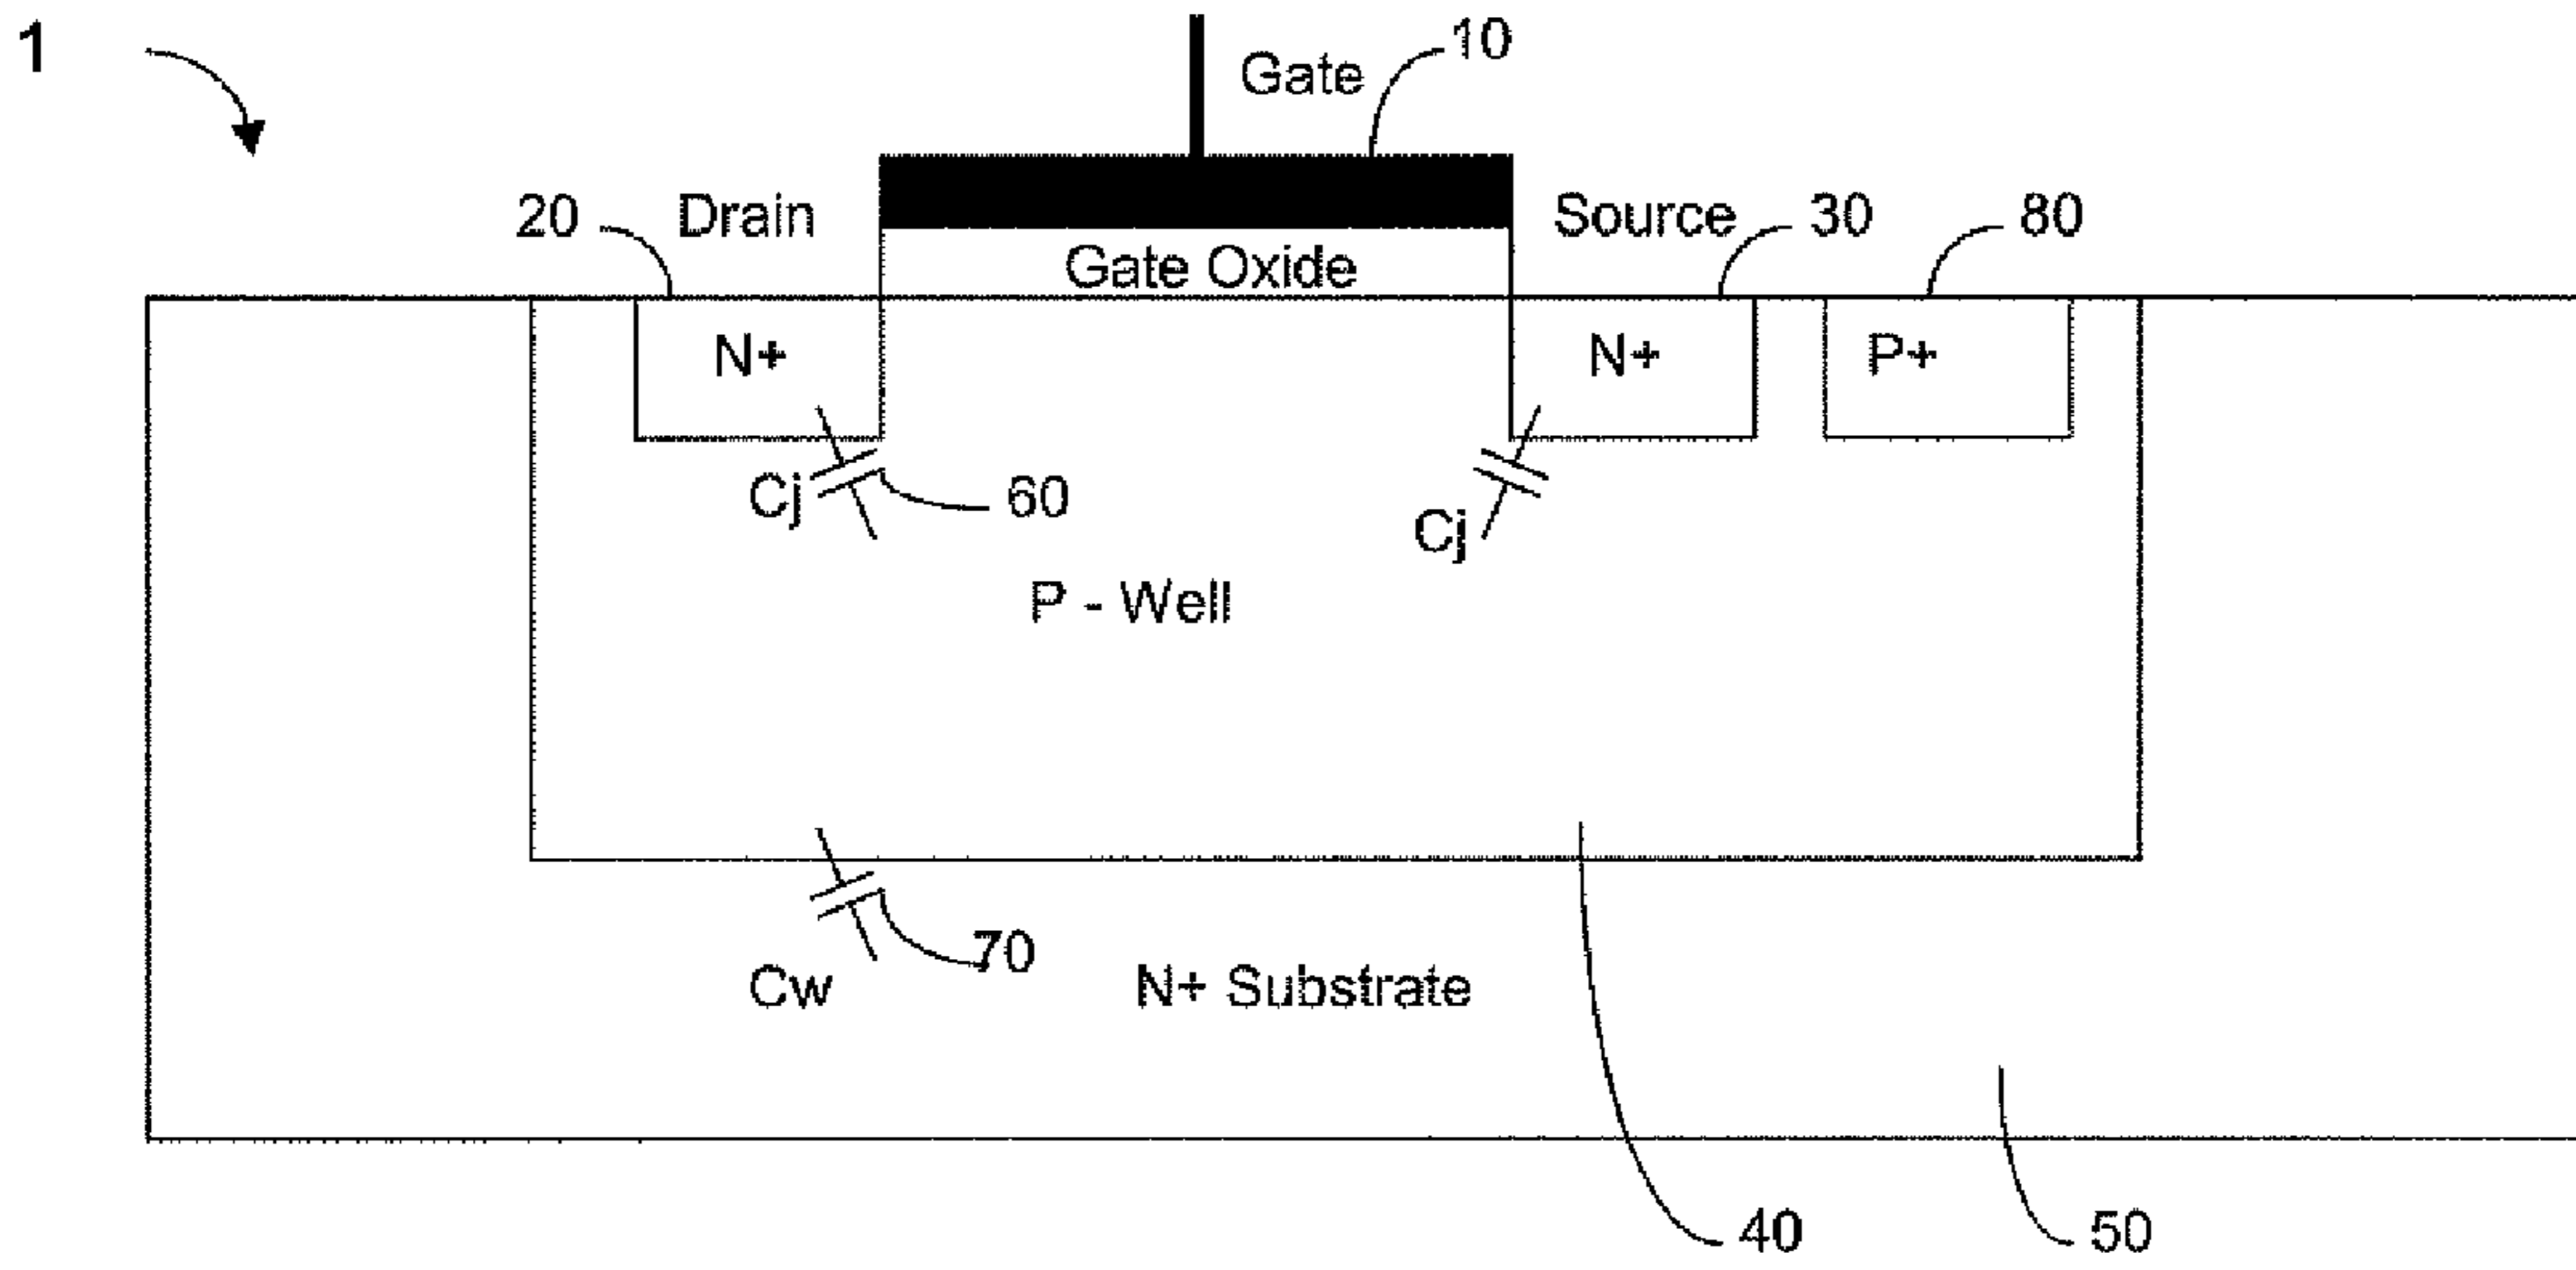 1
Gate
10
20
Drain
Source
30
80
Gate Oxide
N+
N+
P+
Cj
60
Cj
P - Well
70
Cw
N+ Substrate
40
50